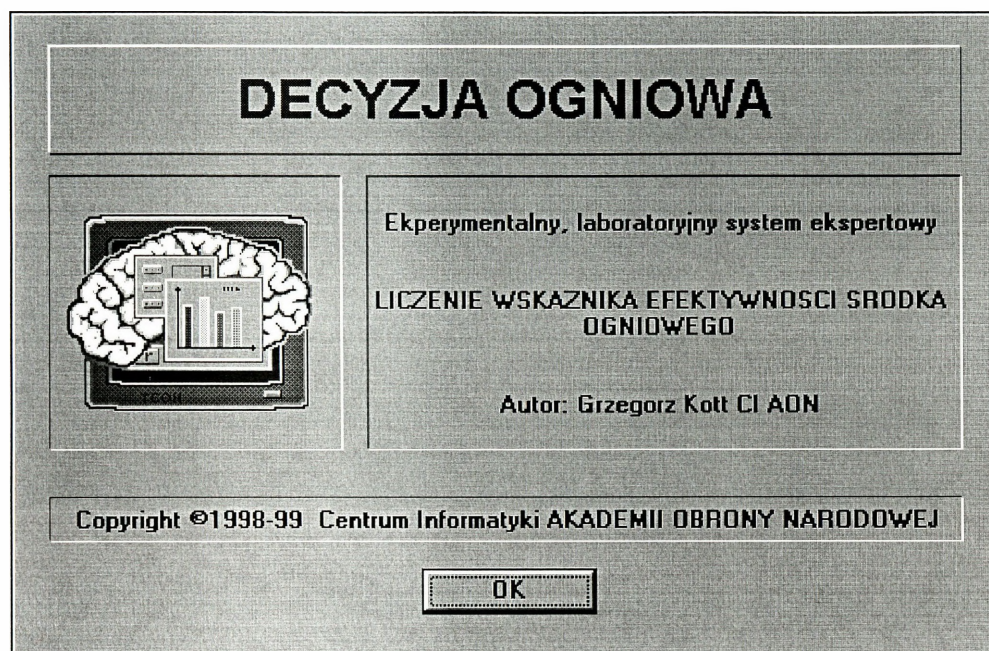 DECYZJA OGNIOWA
Ekperymentalny, laboratoryjny system ekspertowy
LICZENIE WSKAZNIKA EFEKTYWNOSCI SRODKA
OGNIOWEGO
Autor: Grzegorz Kott CI AON
Copyright ©1998-99 Centrum Informatyki AKADEMII OBRONY NARODOWEJ
OK